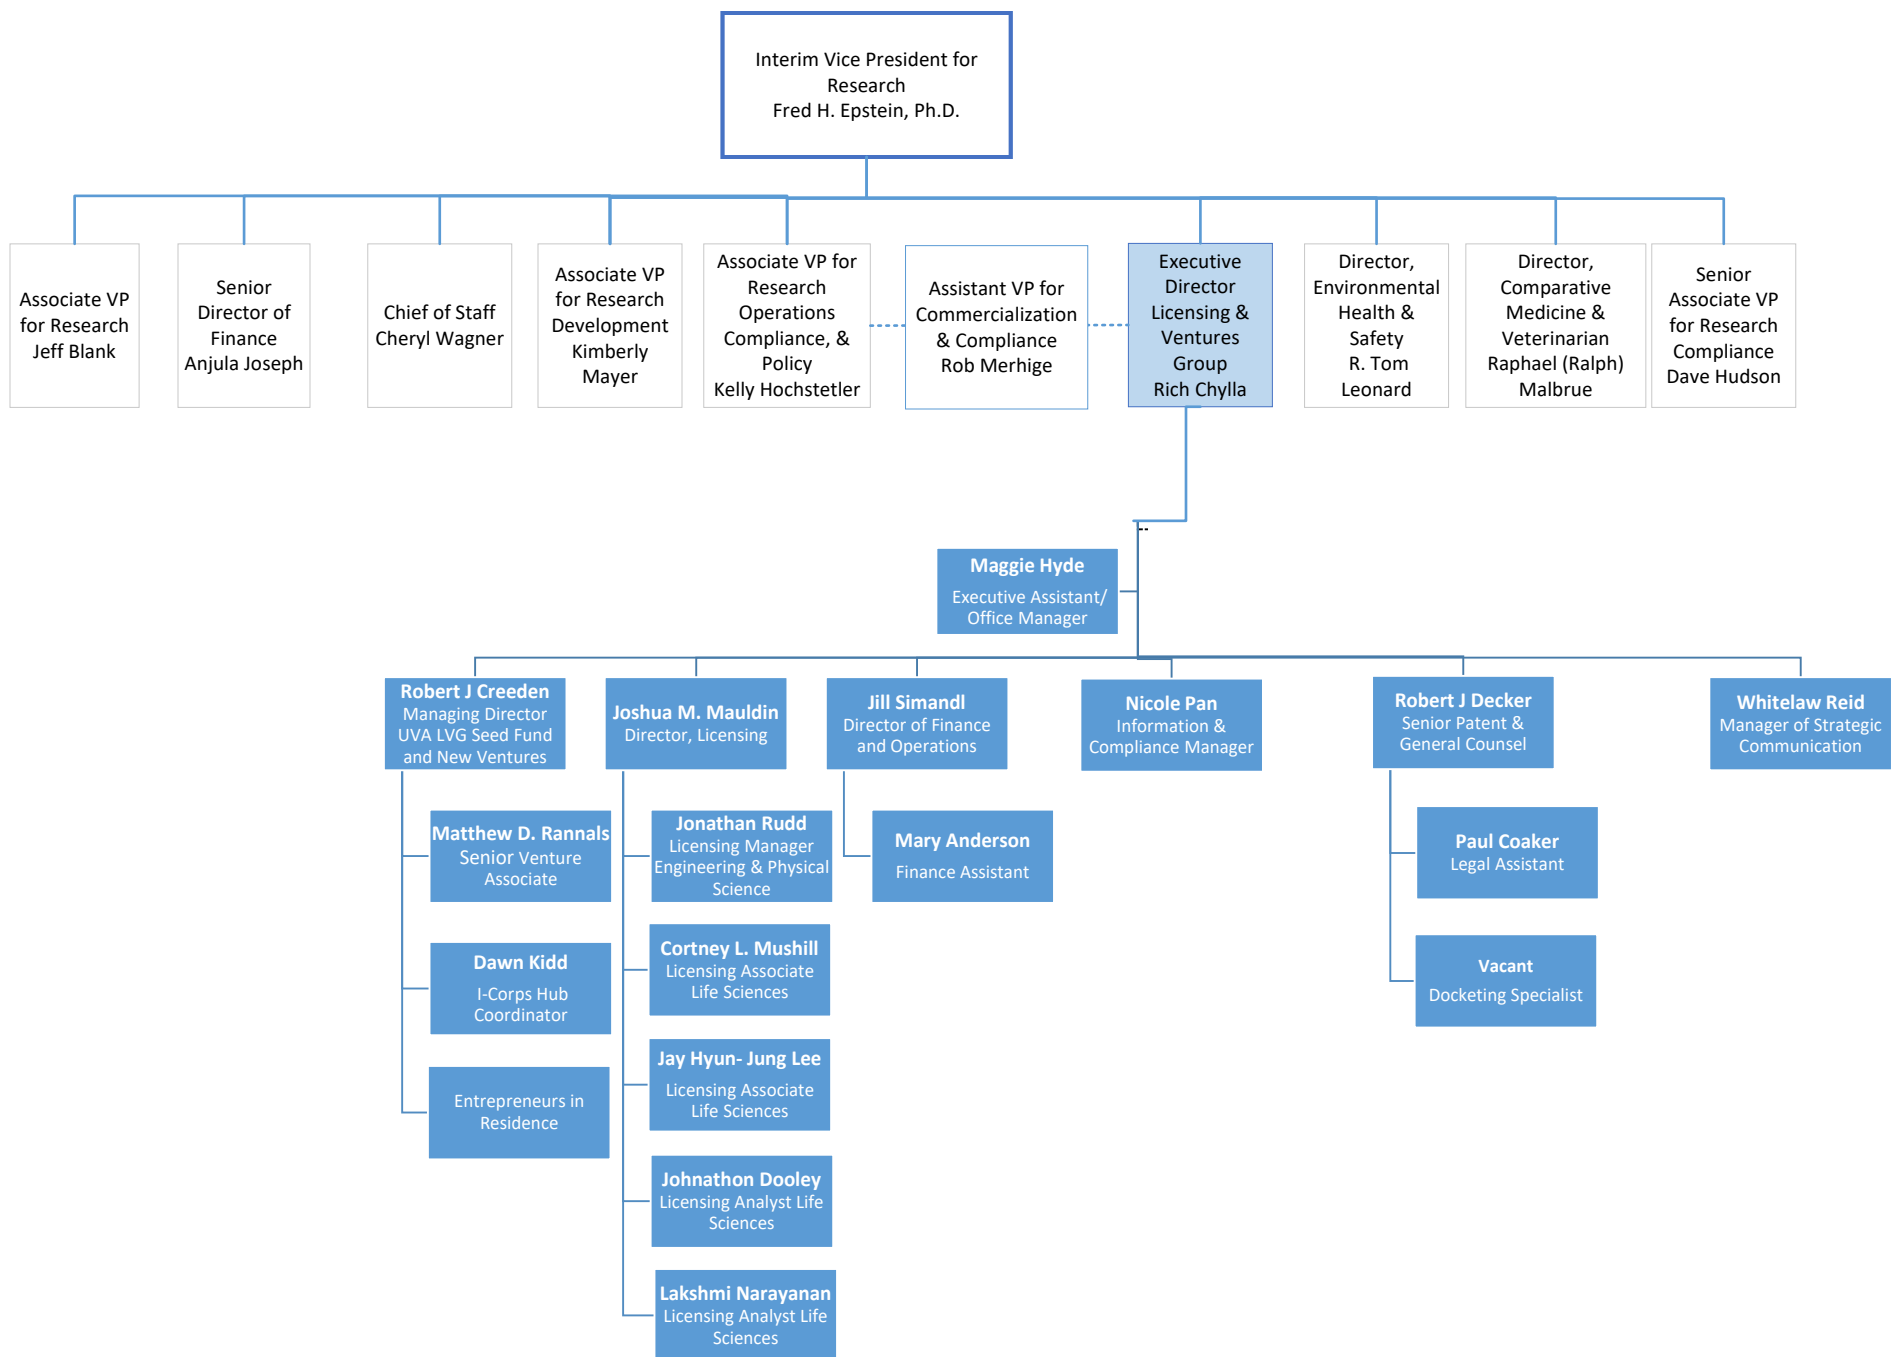 Interim Vice President for
Research
Fred H. Epstein, Ph.D.
Associate VP
for Research
Jeff Blank
Senior
Director of
Finance
Anjula Joseph
Chief of Staff
Cheryl Wagner
Associate VP
for Research
Development
Kimberly
Mayer
Associate VP for
Research
Operations
Compliance, &
Policy
Kelly Hochstetler
Assistant VP for
Commercialization
& Compliance
Rob Merhige
Executive
Director
Licensing &
Ventures
Group
Rich Chylla
Director,
Environmental
Health &
Safety
R. Tom
Leonard
Director,
Comparative
Medicine &
Veterinarian
Raphael (Ralph)
Malbrue
Senior
Associate VP
for Research
Compliance
Dave Hudson
Maggie Hyde
Executive Assistant/
Office Manager
Robert J Creeden
Managing Director
UVA LVG Seed Fund
and New Ventures
Matthew D. Rannals
Senior Venture
Associate
Dawn Kidd
I-Corps Hub
Coordinator
Entrepreneurs in
Residence
Joshua M. Mauldin
Director, Licensing
Jonathan Rudd
Licensing Manager
Engineering & Physical
Science
Cortney L. Mushill
Licensing Associate
Life Sciences
Jay Hyun- Jung Lee
Licensing Associate
Life Sciences
Johnathon Dooley
Licensing Analyst Life
Sciences
Lakshmi Narayanan
Licensing Analyst Life
Sciences
Jill Simandl
Director of Finance
and Operations
Mary Anderson
Finance Assistant
Nicole Pan
Information &
Compliance Manager
Robert J Decker
Senior Patent &
General Counsel
Paul Coaker
Legal Assistant
Vacant
Docketing Specialist
Whitelaw Reid
Manager of Strategic
Communication